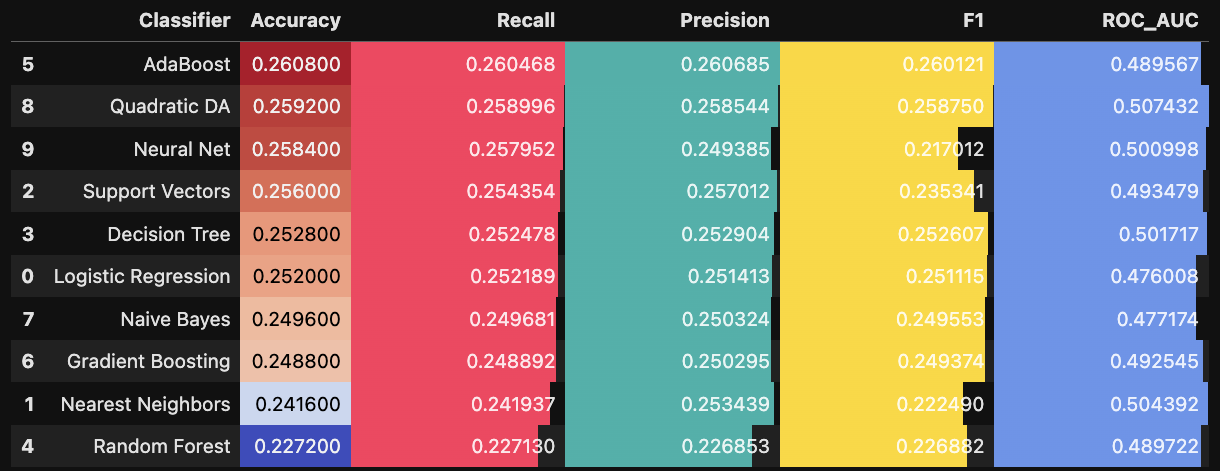 Classifier Accuracy Recall Precision F1 ROC_AUC
5 AdaBoost 0.260800 0.260468 0.260685 0.260121 0.489567
8 Quadratic DA 0.259200 0.258996 0.258544 0.258750 0.507432
9 Neural Net 0.258400 0.257952 0.249385 0.217012 0.500998
2 Support Vectors 0.256000 0.254354 0.257012 0.235341 0.493479
3 Decision Tree 0.252800 0.252478 0.252904 0.252607 0.501717
0 Logistic Regression 0.252000 0.252189 0.251413 0.251115 0.476008
7 Naive Bayes 0.249600 0.249681 0.250324 0.249553 0.477174
6 Gradient Boosting 0.248800 0.248892 0.250295 0.249374 0.492545
1 Nearest Neighbors 0.241600 0.241937 0.253439 0.222490 0.504392
4 Random Forest 0.227200 0.227130 0.226853 0.226882 0.489722